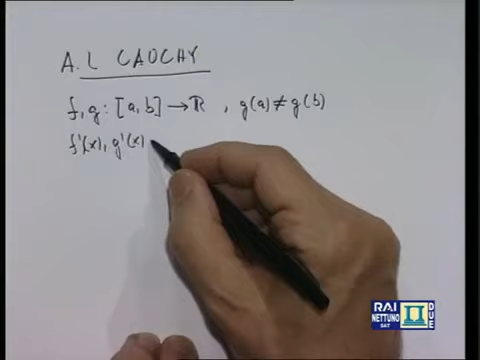 A.L CAUCHY
f,g: [a,b] → ℝ , g(a) ≠ g(b)
f'(x), g'(x)
RAI
NETTUNO
SAT
DUE